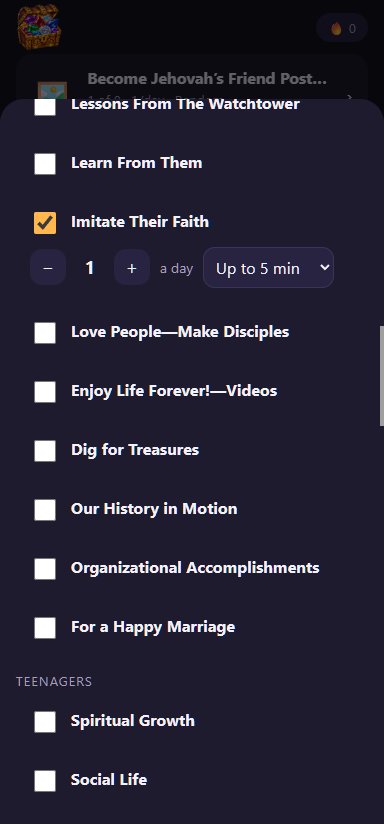 0
Become Jehovah's Friend Post...
Lessons From The Watchtower
Learn From Them
Imitate Their Faith
− 1 + a day Up to 5 min
Love People—Make Disciples
Enjoy Life Forever!—Videos
Dig for Treasures
Our History in Motion
Organizational Accomplishments
For a Happy Marriage
TEENAGERS
Spiritual Growth
Social Life